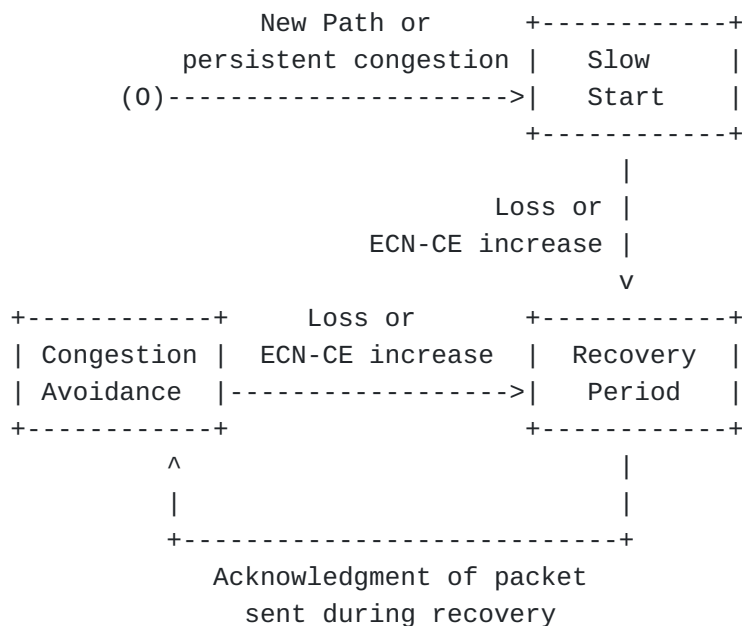 New Path or      +------------+
persistent congestion |   Slow     |
(O)---------------------->|   Start    |
+------------+
|
Loss or |
ECN-CE increase |
v
+------------+     Loss or       +------------+
| Congestion |  ECN-CE increase  |  Recovery  |
| Avoidance  |------------------>|   Period   |
+------------+                   +------------+
^                            |
|                            |
+----------------------------+
Acknowledgment of packet
sent during recovery